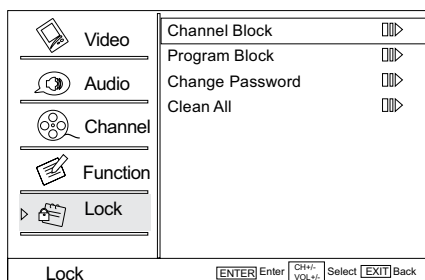 Video
Audio
Channel
Function
Lock
Channel Block
Program Block
Change Password
Clean All
Lock
ENTER Enter CH+/- VOL+/- Select EXIT Back